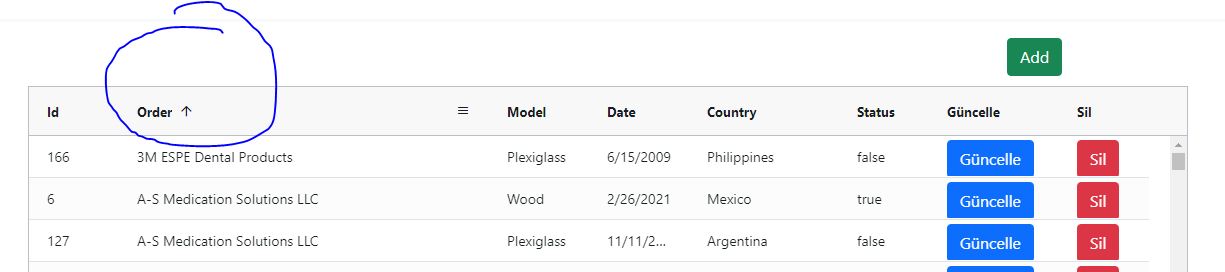 Add
Id Order Model Date Country Status Güncelle Sil
166 3M ESPE Dental Products Plexiglass 6/15/2009 Philippines false Güncelle Sil
6 A-S Medication Solutions LLC Wood 2/26/2021 Mexico true Güncelle Sil
127 A-S Medication Solutions LLC Plexiglass 11/11/2... Argentina false Güncelle Sil